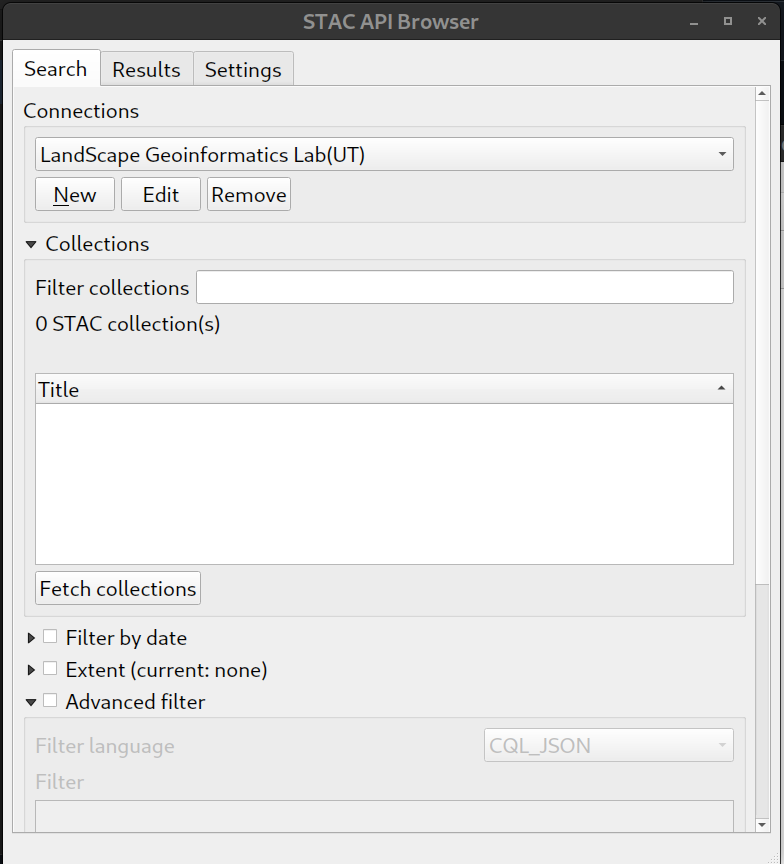 STAC API Browser
Search Results Settings
Connections
LandScape Geoinformatics Lab(UT)
New Edit Remove
Collections
Filter collections
0 STAC collection(s)
Title
Fetch collections
Filter by date
Extent (current: none)
Advanced filter
Filter language CQL_JSON
Filter